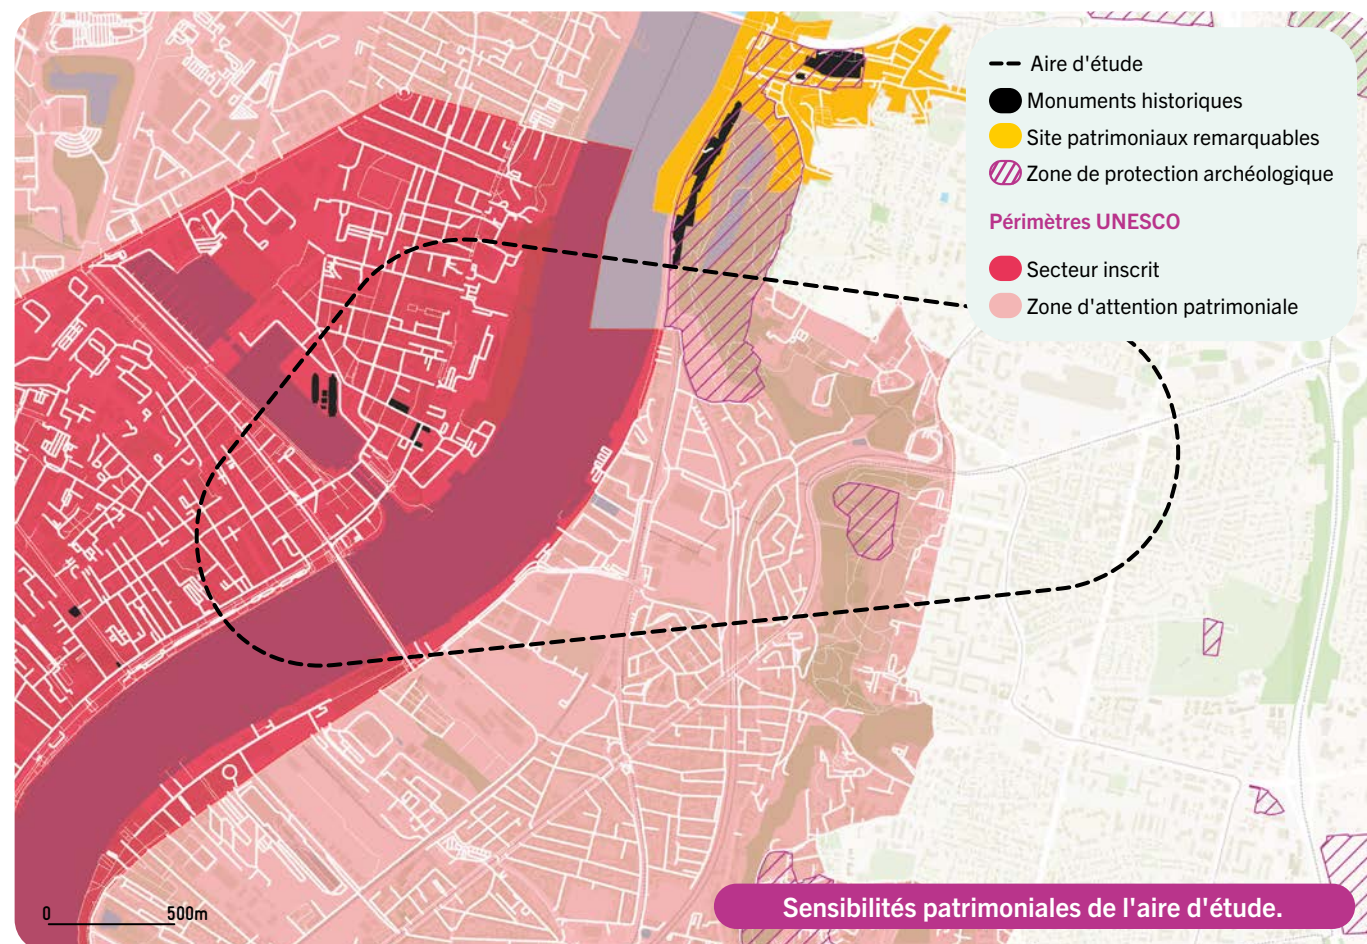 Aire d'étude
Monuments historiques
Site patrimoniaux remarquables
Zone de protection archéologique
Périmètres UNESCO
Secteur inscrit
Zone d'attention patrimoniale
0 500m
Sensibilités patrimoniales de l'aire d'étude.